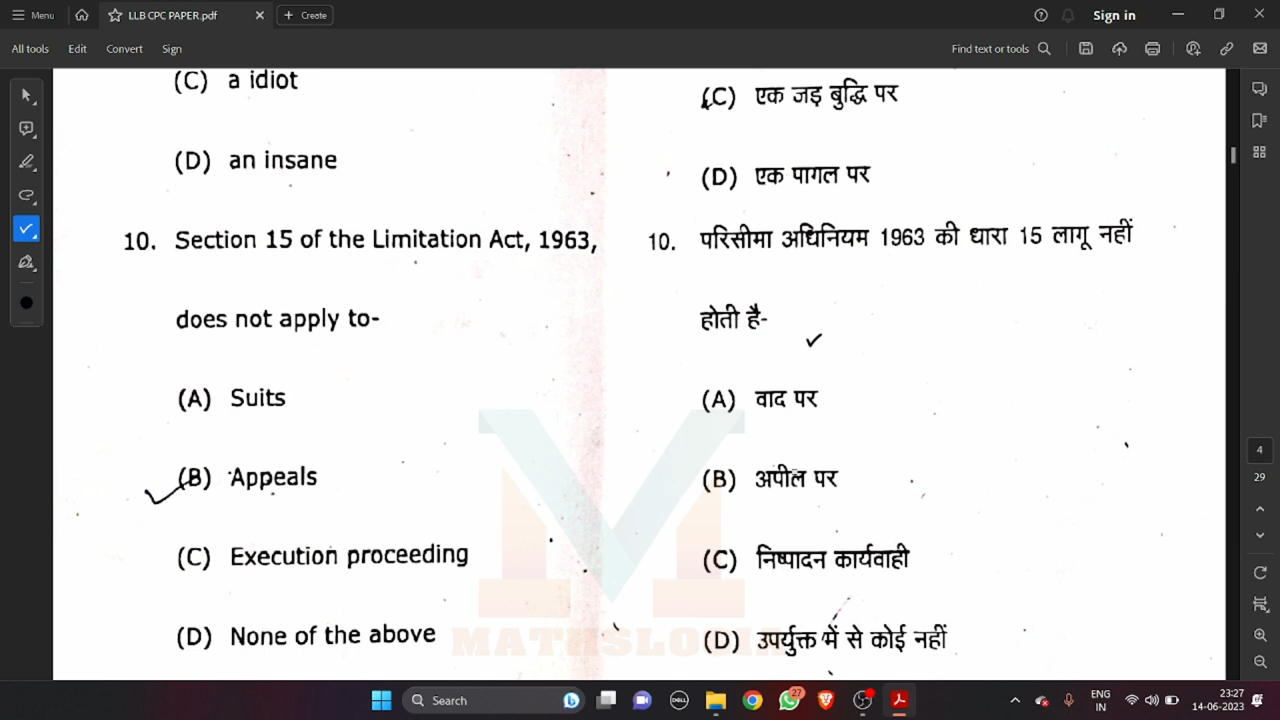 Menu
LLB CPC PAPER.pdf
Create
Sign in
All tools
Edit
Convert
Sign
Find text or tools
(C) a idiot
(D) an insane
10. Section 15 of the Limitation Act, 1963,
does not apply to-
(A) Suits
(B) Appeals
(C) Execution proceeding
(D) None of the above
(C) एक जड़ बुद्धि पर
(D) एक पागल पर
10. परिसीमा अधिनियम 1963 की धारा 15 लागू नहीं
होती है-
(A) वाद पर
(B) अपील पर
(C) निष्पादन कार्यवाही
(D) उपर्युक्त में से कोई नहीं
4
29
Search
DELL
27
ENG
IN
23:27
14-06-2023